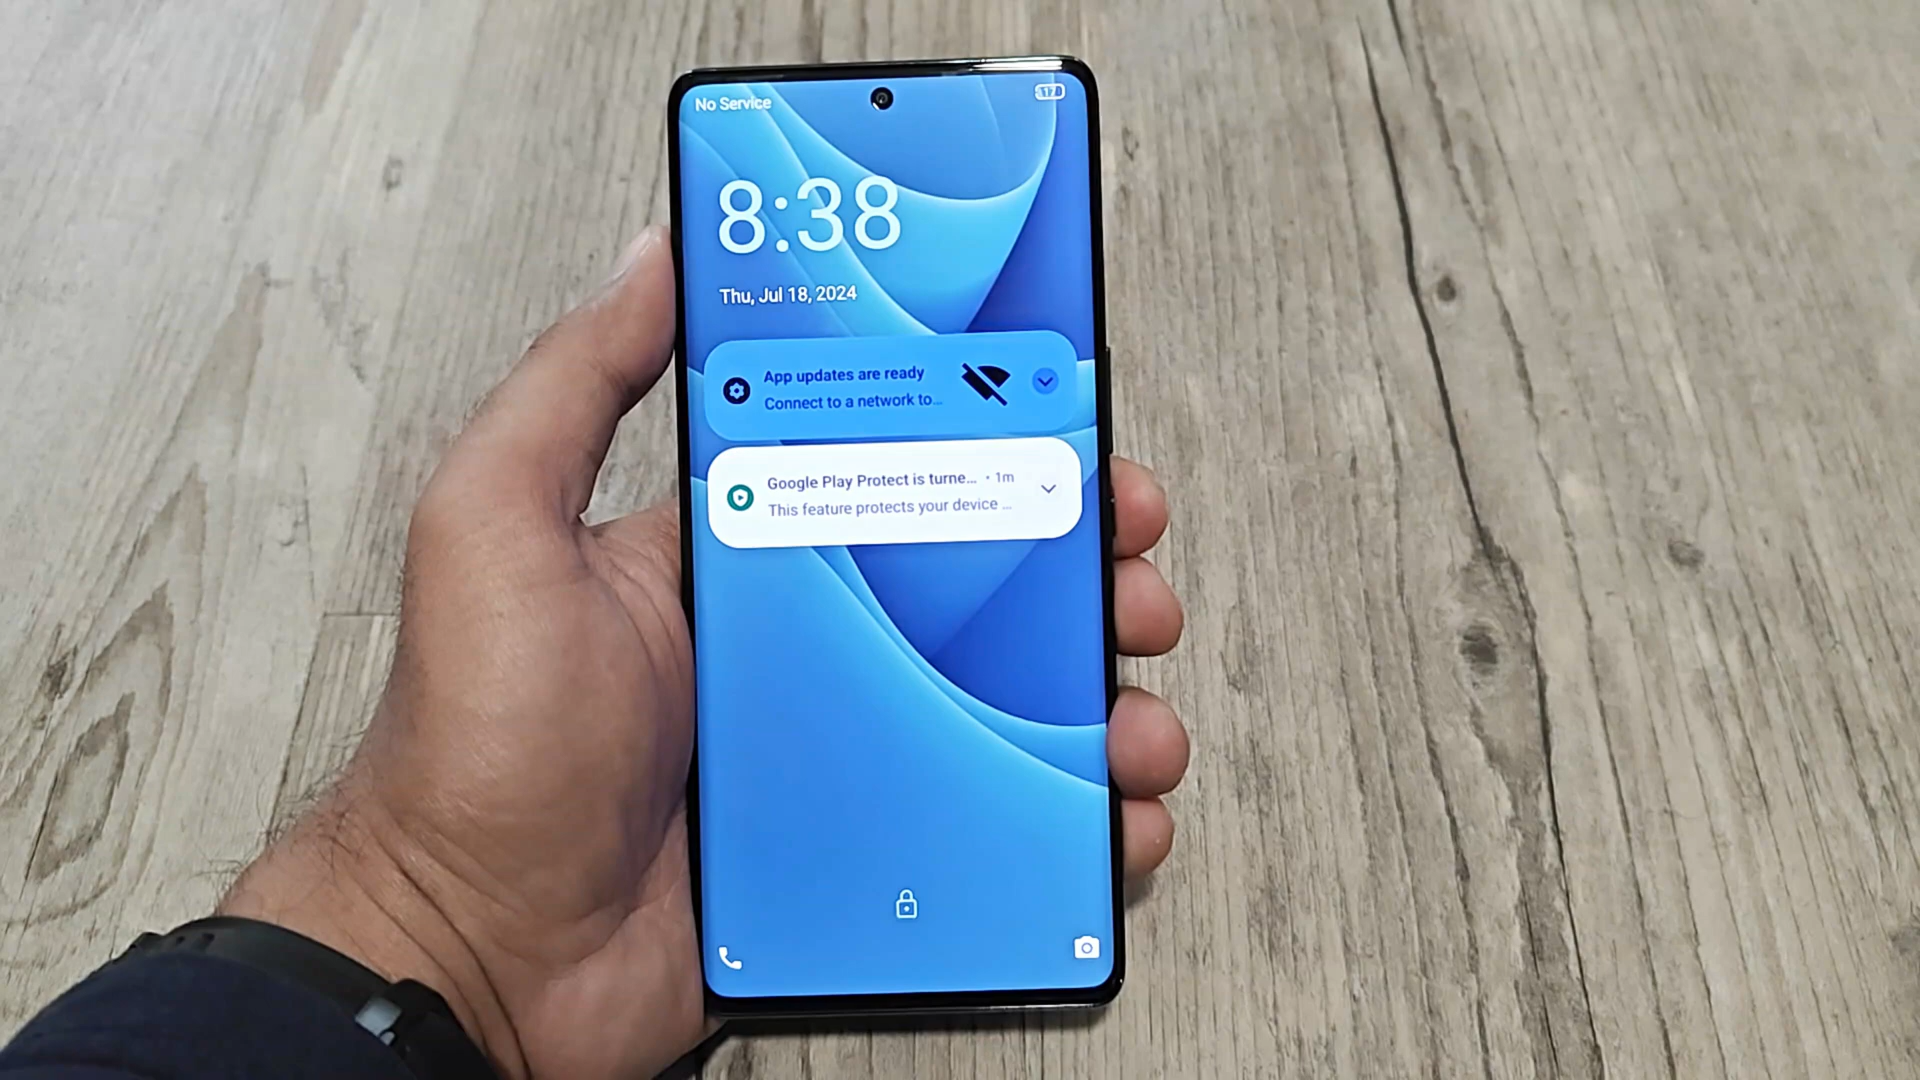 No Service
17
8:38
Thu, Jul 18, 2024
App updates are ready
Connect to a network to...
Google Play Protect is turne... • 1m
This feature protects your device ...